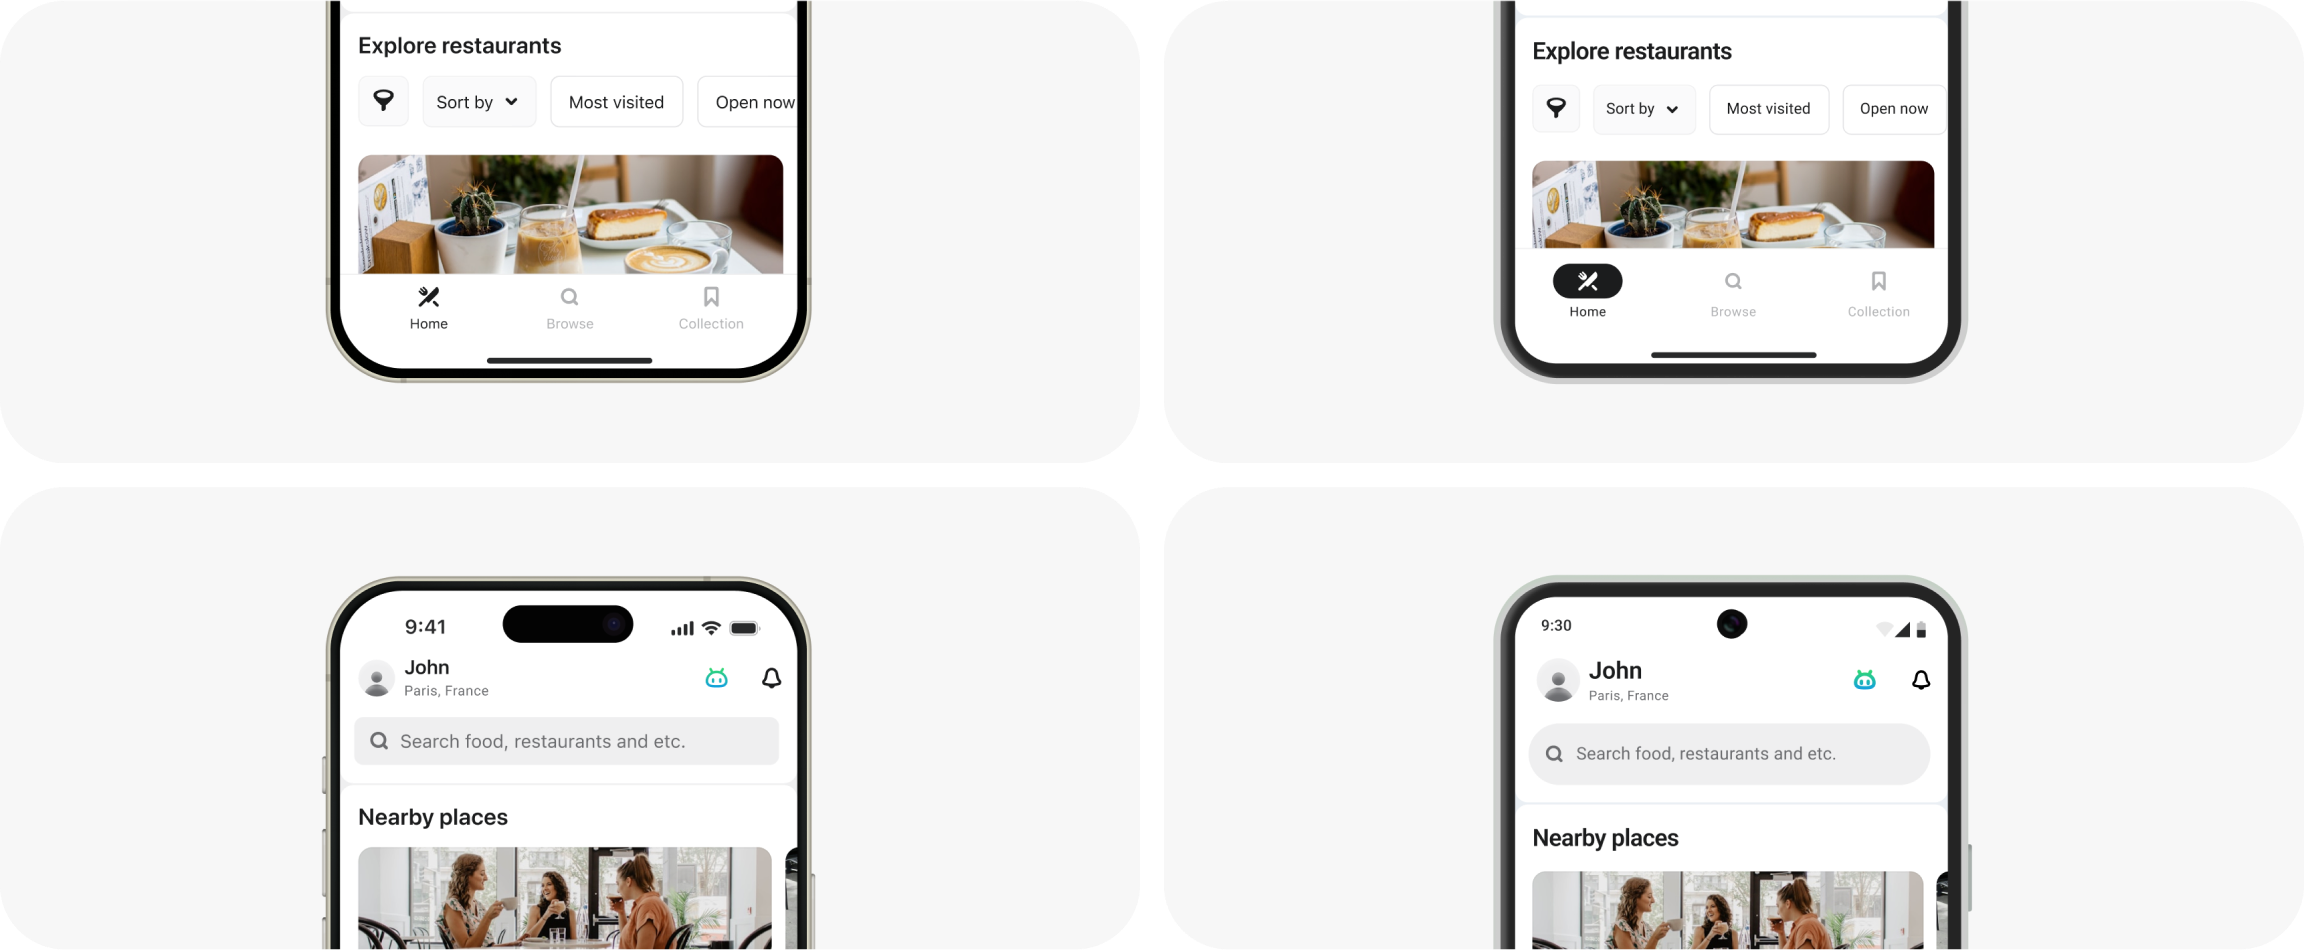 Explore restaurants
Sort by
Most visited
Open now
Home
Browse
Collection
Explore restaurants
Sort by
Most visited
Open now
Home
Browse
Collection
9:41
John
Paris, France
Search food, restaurants and etc.
Nearby places
9:30
John
Paris, France
Search food, restaurants and etc.
Nearby places